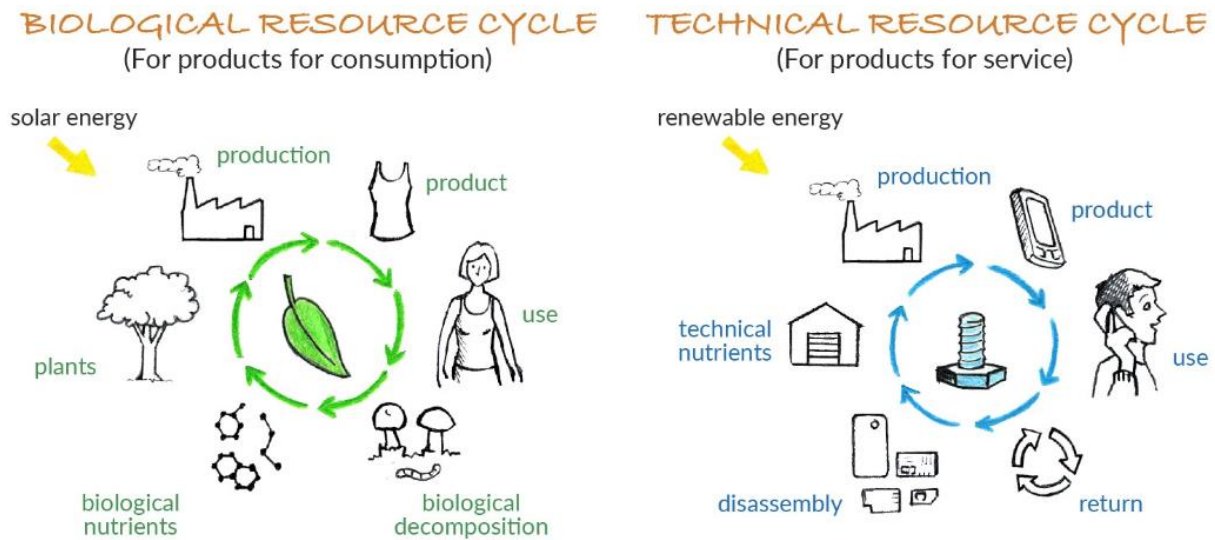 BIOLOGICAL RESOURCE CYCLE
(For products for consumption)
solar energy
production
product
use
biological
decomposition
biological
nutrients
plants
TECHNICAL RESOURCE CYCLE
(For products for service)
renewable energy
production
product
use
return
disassembly
technical
nutrients